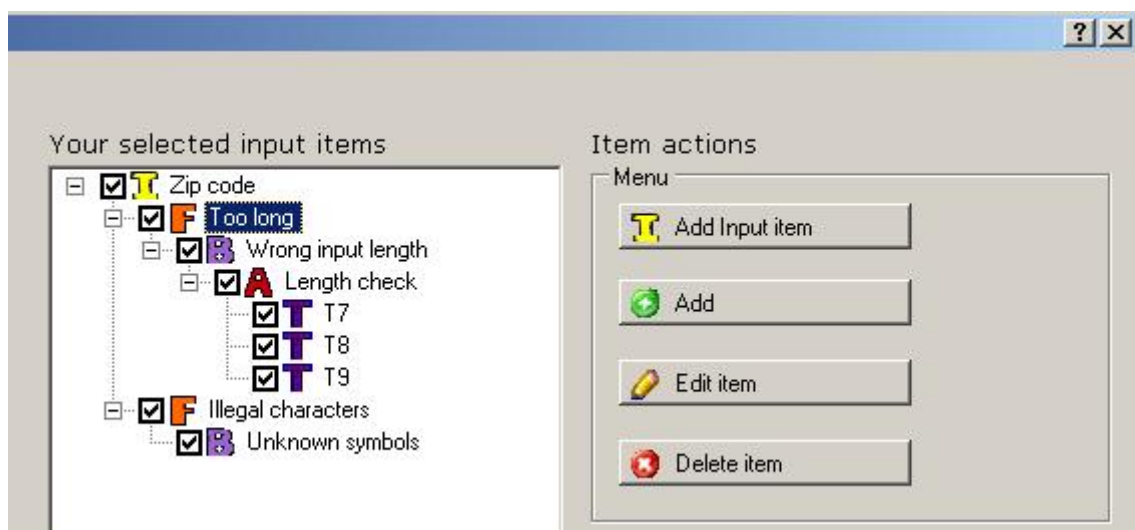 ?
Your selected input items
Zip code
F Too long
B Wrong input length
A Length check
T T7
T T8
T T9
F Illegal characters
B Unknown symbols
Item actions
Menu
Add Input item
Add
Edit item
Delete item